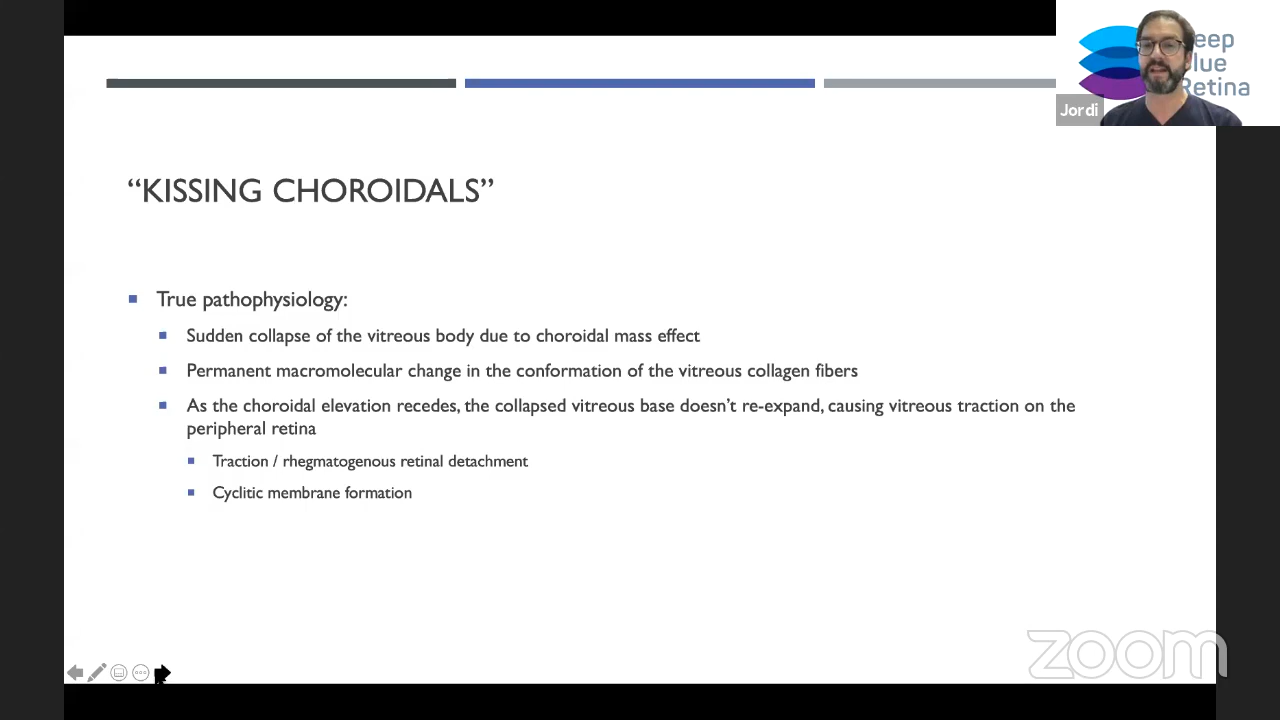 eep
lue
Retina
Jordi
“KISSING CHOROIDALS”
True pathophysiology:
Sudden collapse of the vitreous body due to choroidal mass effect
Permanent macromolecular change in the conformation of the vitreous collagen fibers
As the choroidal elevation recedes, the collapsed vitreous base doesn’t re-expand, causing vitreous traction on the
peripheral retina
Traction / rhegmatogenous retinal detachment
Cyclitic membrane formation
zoom